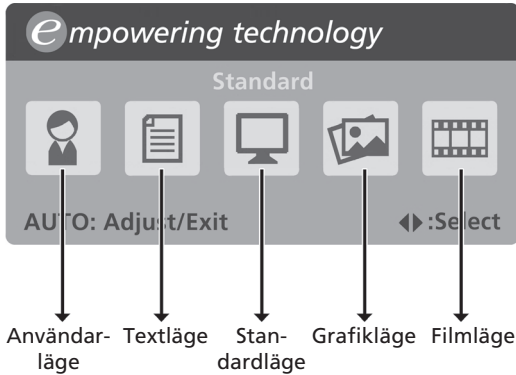 empowering technology
Standard
AUTO: Adjust/Exit
:Select
Användar- Textläge Stan- Grafikläge Filmläge
läge dardläge